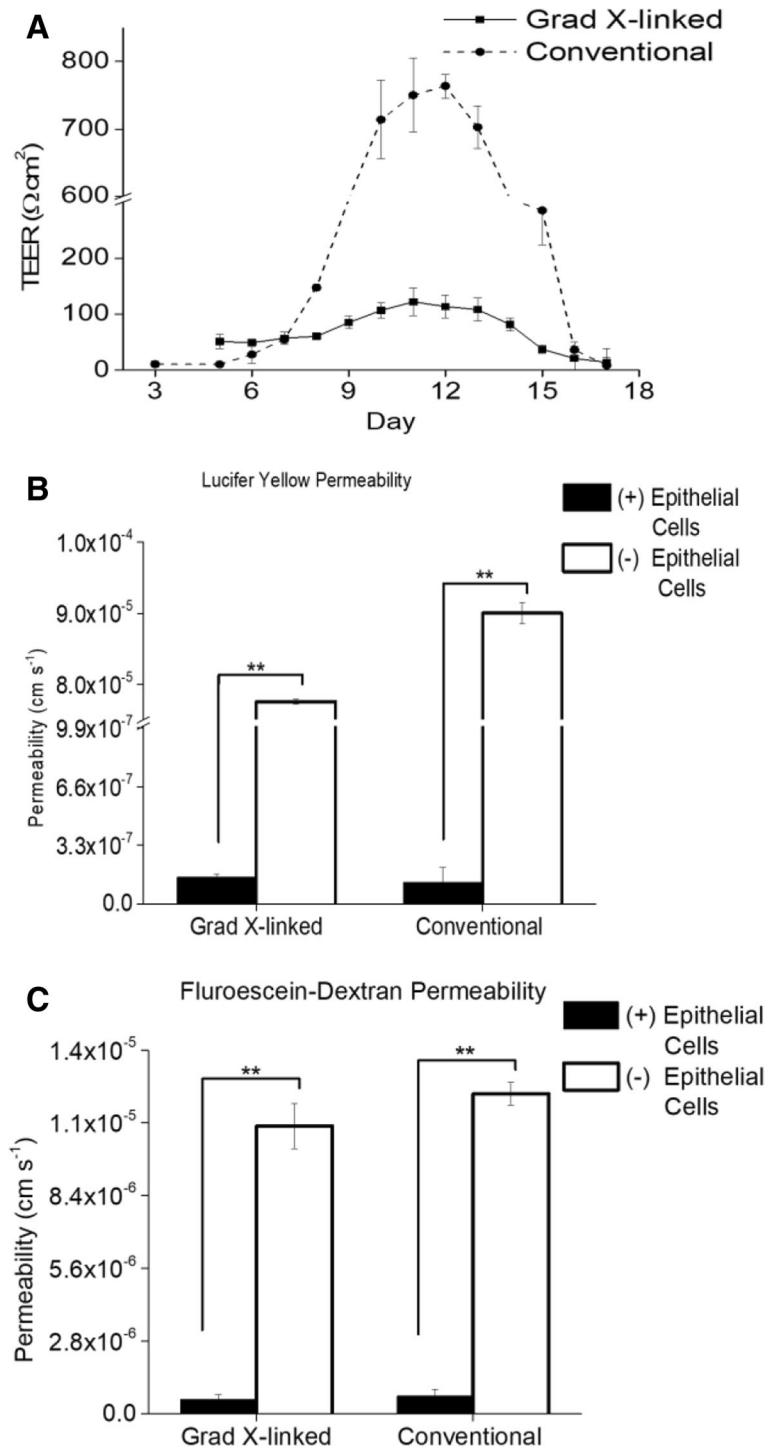 A
Grad X-linked
Conventional
TEER (Ωcm²)
800
700
600
200
100
0
3 6 9 12 15 18
Day
B
Lucifer Yellow Permeability
(+) Epithelial
Cells
(-) Epithelial
Cells
Permeability (cm s⁻¹)
1.0x10⁻⁴
9.0x10⁻⁵
8.0x10⁻⁵
9.9x10⁻⁷
6.6x10⁻⁷
3.3x10⁻⁷
0.0
**
**
Grad X-linked Conventional
C
Fluroescein-Dextran Permeability
(+) Epithelial
Cells
(-) Epithelial
Cells
Permeability (cm s⁻¹)
1.4x10⁻⁵
1.1x10⁻⁵
8.4x10⁻⁶
5.6x10⁻⁶
2.8x10⁻⁶
0.0
**
**
Grad X-linked Conventional